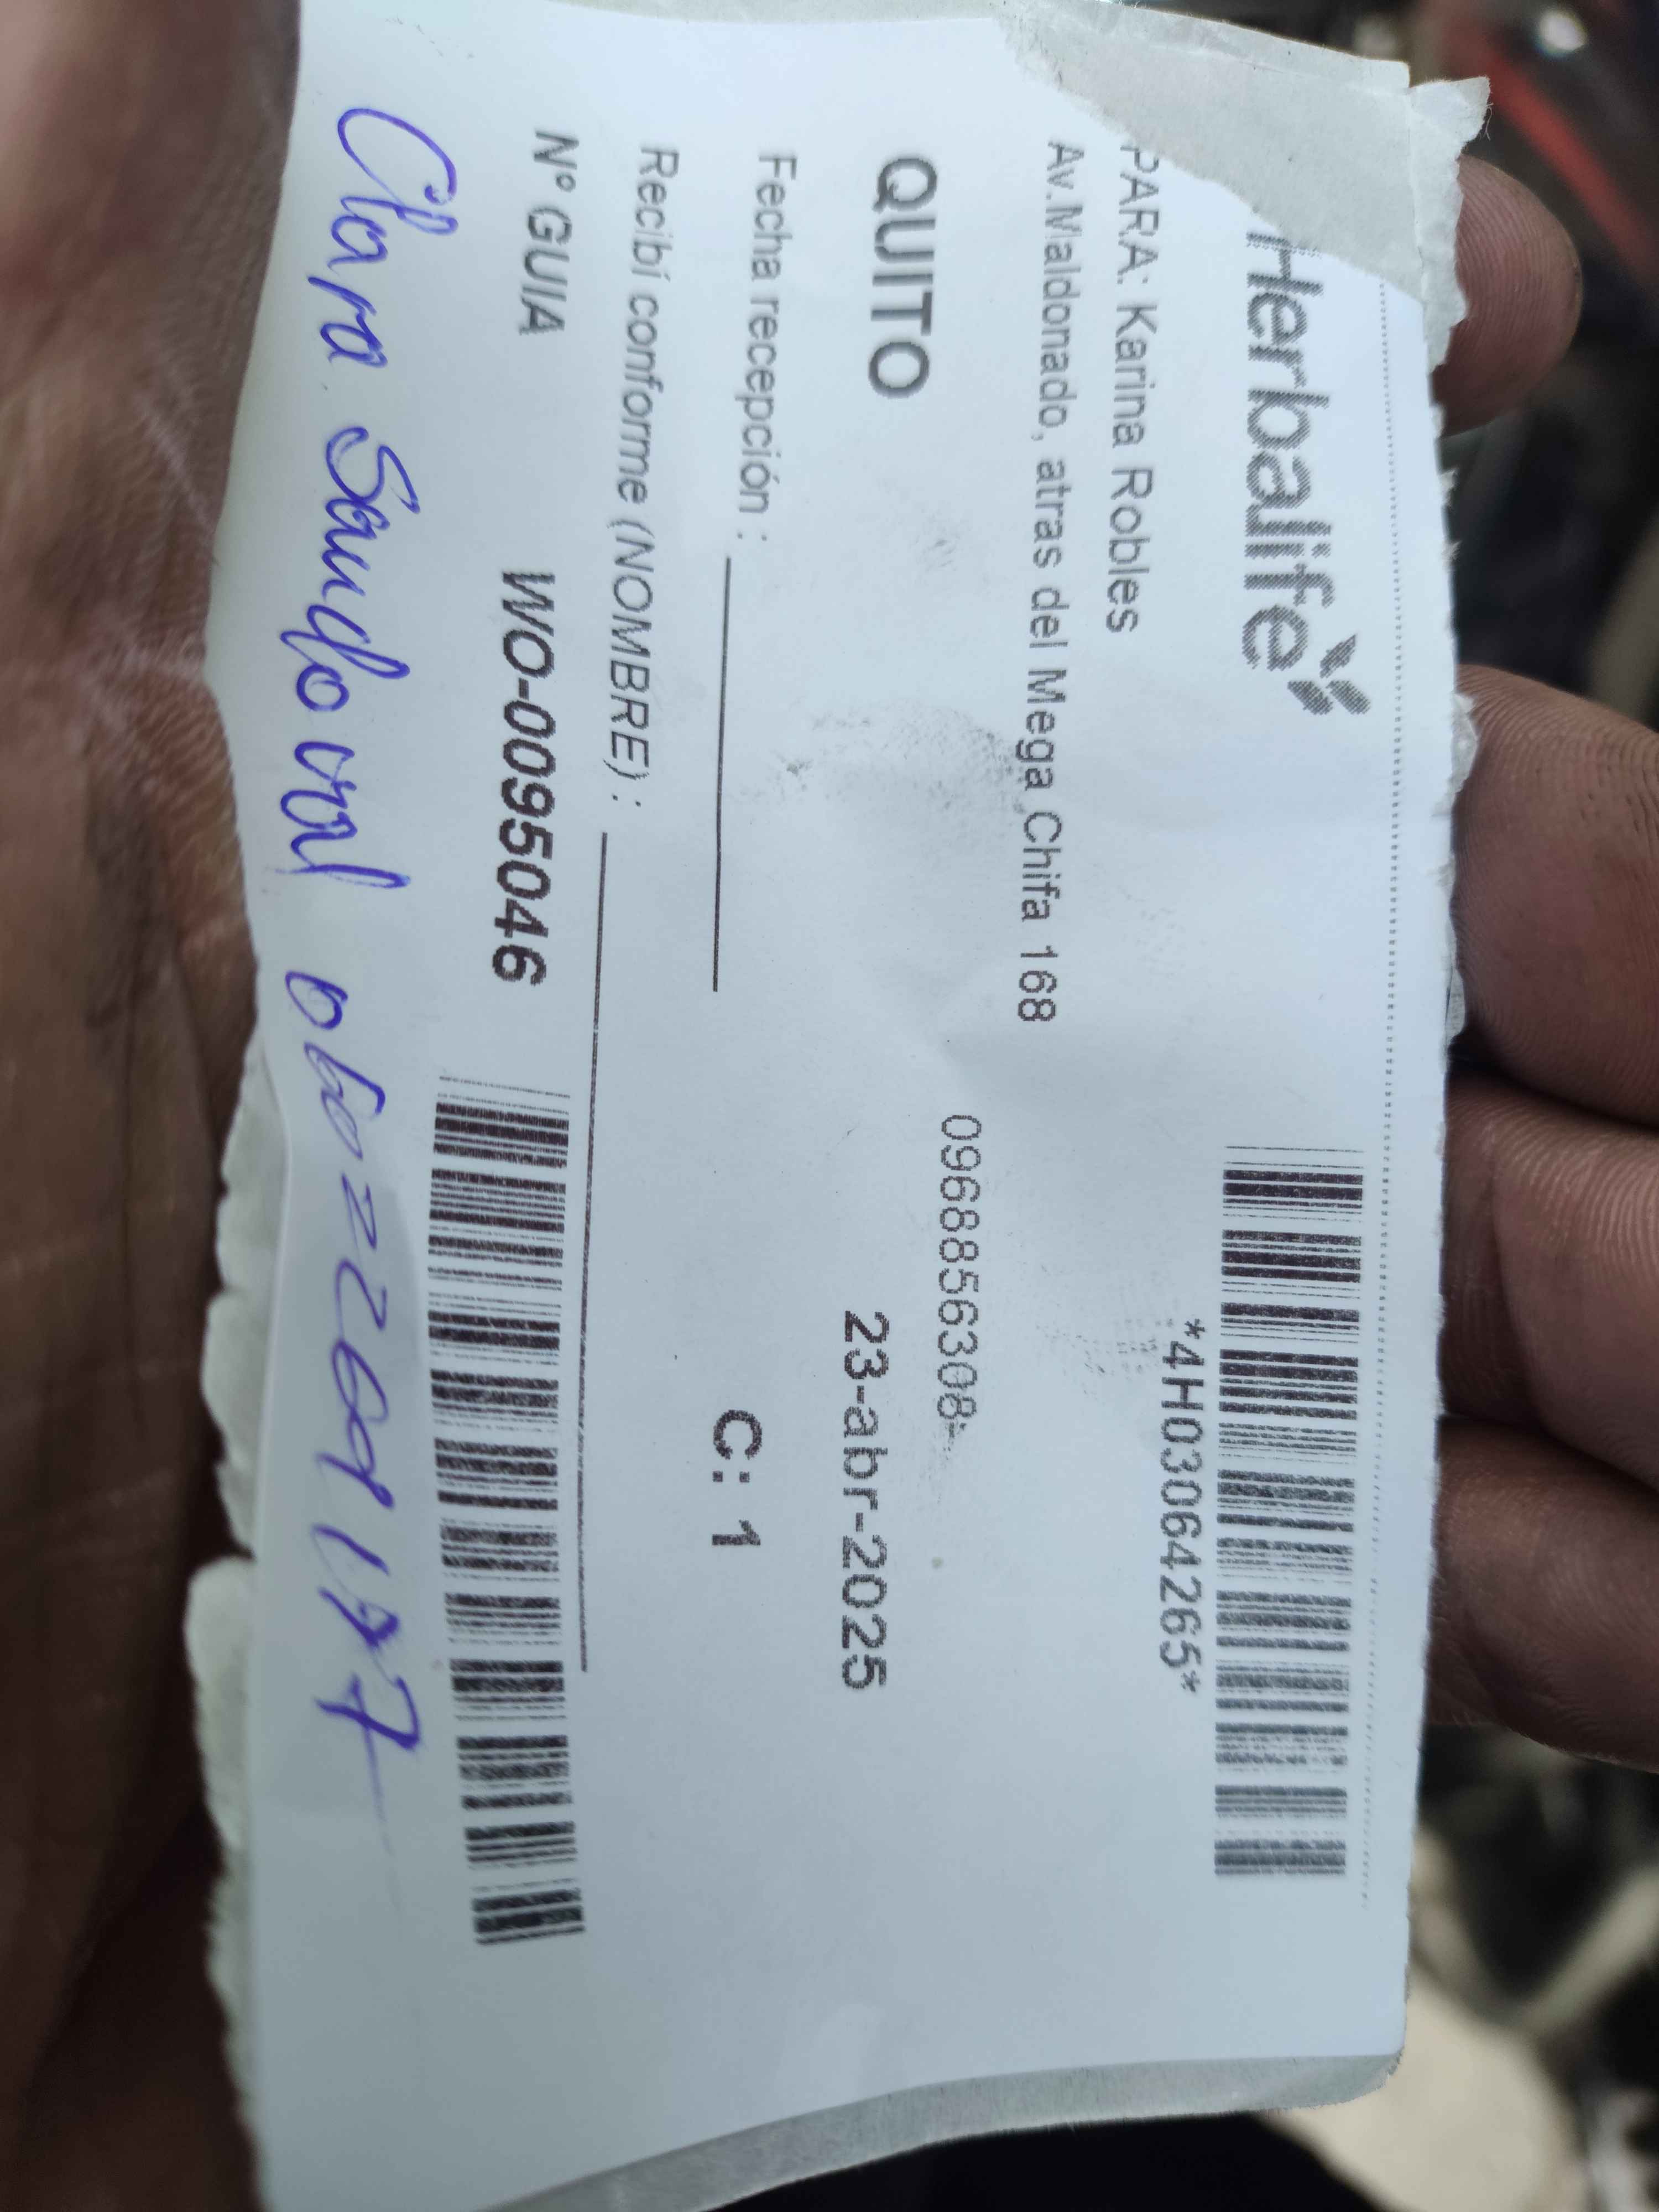 Herbalife
*4H03064265*
PARA: Karina Robles
Av.Maldonado, atras del Mega Chifa 168
0968856308-
QUITO
23-abr-2025
Fecha recepción :
C: 1
Recibí conforme (NOMBRE) :
Nº GUIA
WO-0095046
Clara Sandoval